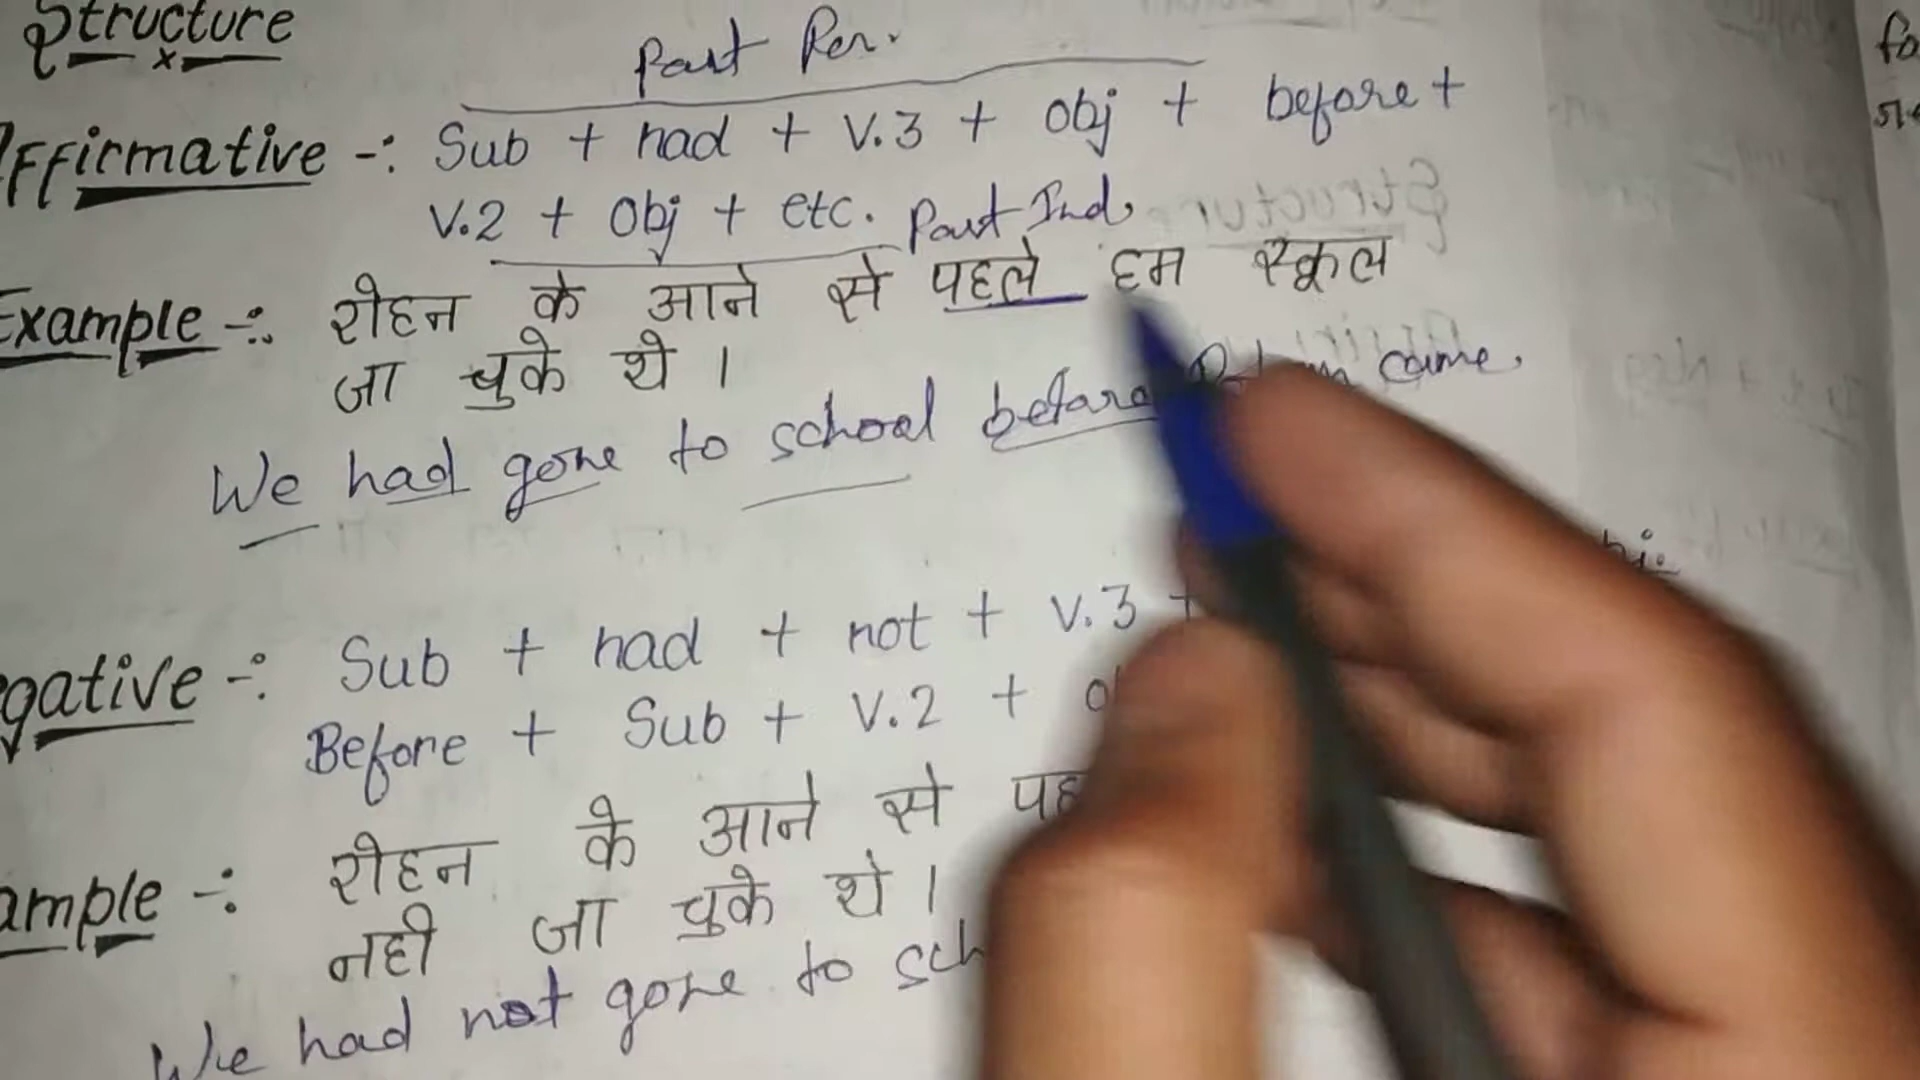 Structure
Past Per.
Affirmative -: Sub + had + V.3 + obj + before +
V.2 + obj + etc. Past Ind.
Example -: रोहन के आने से पहले हम स्कूल
जा चुके थे ।
We had gone to school before came.
gative -: Sub + had + not + V.3 +
Before + Sub + V.2 +
ample -: रोहन के आने से
नही जा चुके थे ।
We had not gone to